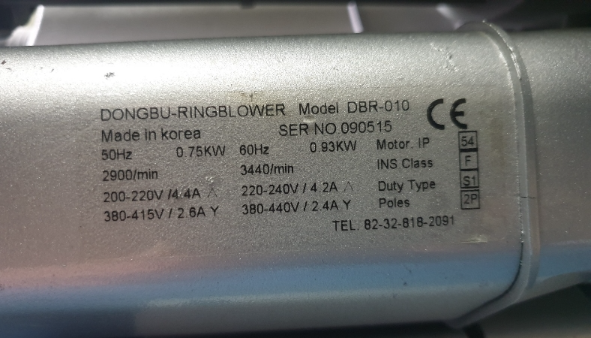 DONGBU-RINGBLOWER Model DBR-010 CE
Made in korea SER NO 090515
50Hz 0.75KW 60Hz 0.93KW Motor. IP 54
2900/min 3440/min INS Class F
200-220V / 4.4A △ 220-240V / 4.2A △ Duty Type S1
380-415V / 2.6A Y 380-440V / 2.4A Y Poles 2P
TEL. 82-32-818-2091